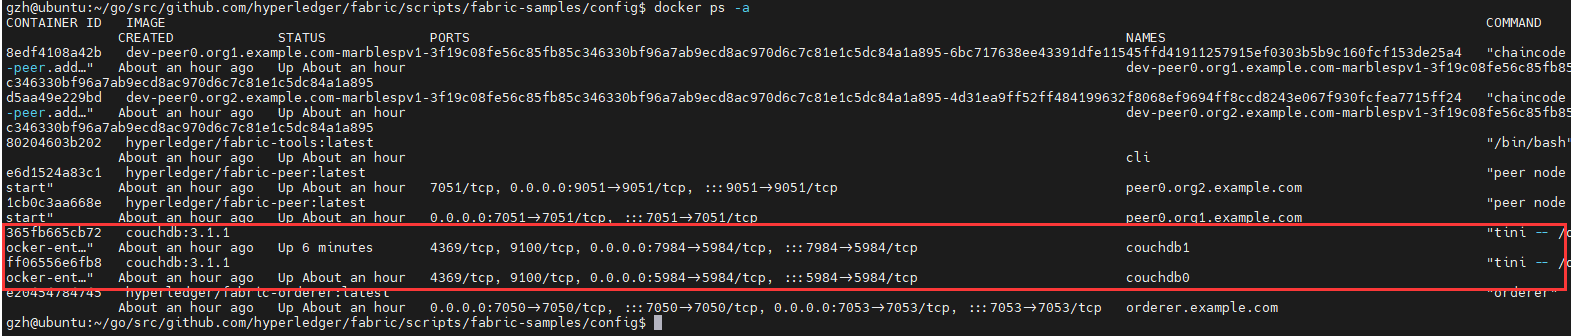 gzh@ubuntu:~/go/src/github.com/hyperledger/fabric/scripts/fabric-samples/config$ docker ps -a
CONTAINER ID   IMAGE   COMMAND
CREATED   STATUS   PORTS   NAMES
8edf4108a42b   dev-peer0.org1.example.com-marblespv1-3f19c08fe56c85fb85c346330bf96a7ab9ecd8ac970d6c7c81e1c5dc84a1a895-6bc717638ee43391dfe11545ffd41911257915ef0303b5b9c160fcf153de25a4   "chaincode
-peer.add…"   About an hour ago   Up About an hour   dev-peer0.org1.example.com-marblespv1-3f19c08fe56c85fb85
c346330bf96a7ab9ecd8ac970d6c7c81e1c5dc84a1a895
d5aa49e229bd   dev-peer0.org2.example.com-marblespv1-3f19c08fe56c85fb85c346330bf96a7ab9ecd8ac970d6c7c81e1c5dc84a1a895-4d31ea9ff52ff484199632f8068ef9694ff8ccd8243e067f930fcfea7715ff24   "chaincode
-peer.add…"   About an hour ago   Up About an hour   dev-peer0.org2.example.com-marblespv1-3f19c08fe56c85fb85
c346330bf96a7ab9ecd8ac970d6c7c81e1c5dc84a1a895
80204603b202   hyperledger/fabric-tools:latest   "/bin/bash"
About an hour ago   Up About an hour   cli
e6d1524a83c1   hyperledger/fabric-peer:latest   "peer node
start"   About an hour ago   Up About an hour   7051/tcp, 0.0.0.0:9051->9051/tcp, :::9051->9051/tcp   peer0.org2.example.com
1cb0c3aa668e   hyperledger/fabric-peer:latest   "peer node
start"   About an hour ago   Up About an hour   0.0.0.0:7051->7051/tcp, :::7051->7051/tcp   peer0.org1.example.com
365fb665cb72   couchdb:3.1.1   "tini -- /d
ocker-ent…"   About an hour ago   Up 6 minutes   4369/tcp, 9100/tcp, 0.0.0.0:7984->5984/tcp, :::7984->5984/tcp   couchdb1
ff06556e6fb8   couchdb:3.1.1   "tini -- /d
ocker-ent…"   About an hour ago   Up About an hour   4369/tcp, 9100/tcp, 0.0.0.0:5984->5984/tcp, :::5984->5984/tcp   couchdb0
e20454784745   hyperledger/fabric-orderer:latest   "orderer"
About an hour ago   Up About an hour   0.0.0.0:7050->7050/tcp, :::7050->7050/tcp, 0.0.0.0:7053->7053/tcp, :::7053->7053/tcp   orderer.example.com
gzh@ubuntu:~/go/src/github.com/hyperledger/fabric/scripts/fabric-samples/config$